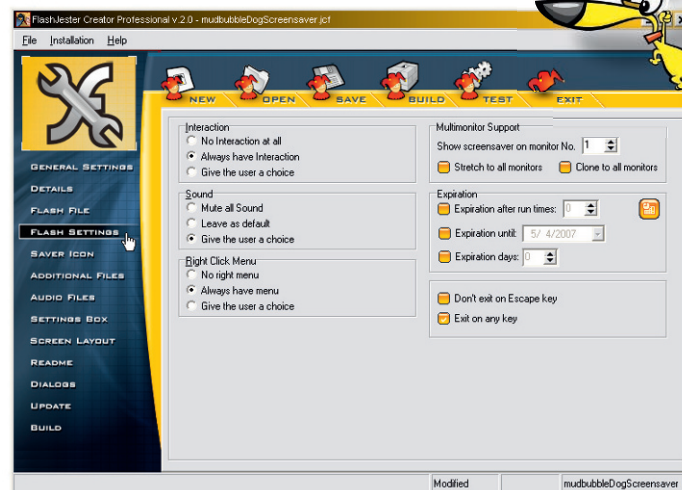 FlashJester Creator Professional v.2.0 - mudbubbleDogScreensaver.jcf
File Installation Help
NEW OPEN SAVE BUILD TEST EXIT
GENERAL SETTINGS
DETAILS
FLASH FILE
FLASH SETTINGS
SAVER ICON
ADDITIONAL FILES
AUDIO FILES
SETTINGS BOX
SCREEN LAYOUT
README
DIALOGS
UPDATE
BUILD
Interaction
No Interaction at all
Always have Interaction
Give the user a choice
Sound
Mute all Sound
Leave as default
Give the user a choice
Right Click Menu
No right menu
Always have menu
Give the user a choice
Multimonitor Support
Show screensaver on monitor No. 1
Stretch to all monitors Clone to all monitors
Expiration
Expiration after run times: 0
Expiration until: 5/ 4/2007
Expiration days: 0
Don't exit on Escape key
Exit on any key
Modified mudbubbleDogScreensaver